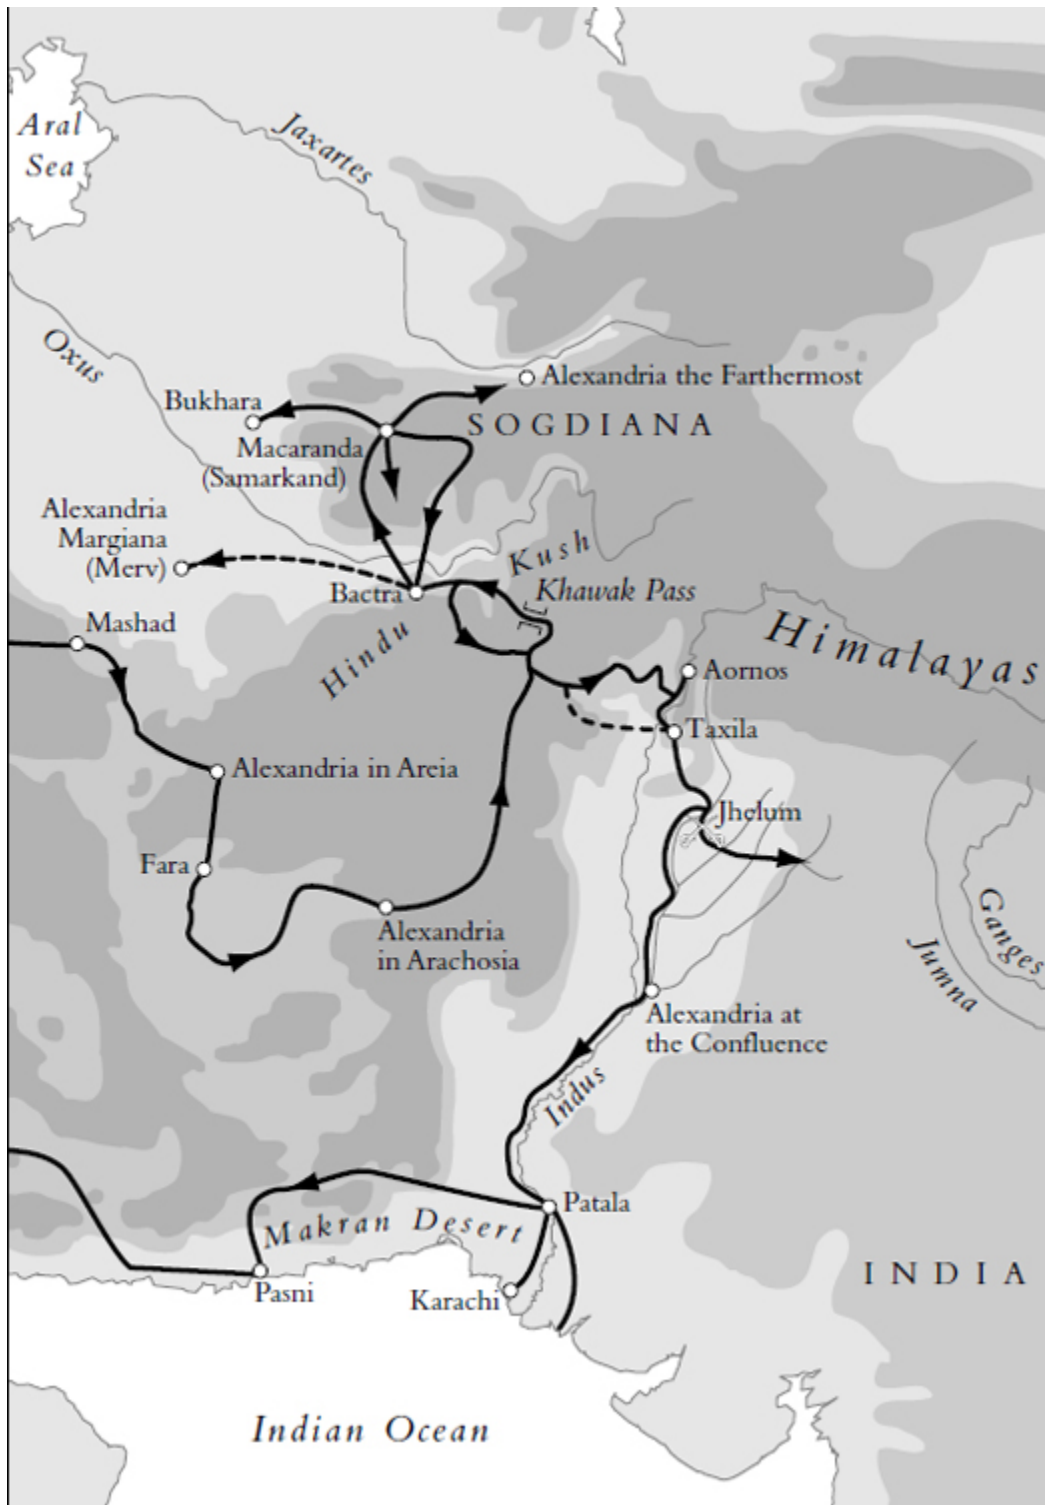 Aral
Sea
Jaxartes
Oxus
Alexandria the Farthermost
Bukhara
SOGDIANA
Macaranda
(Samarkand)
Alexandria
Margiana
(Merv)
Kush
Khawak Pass
Bactra
Hindu
Mashad
Himalayas
Aornos
Taxila
Alexandria in Areia
Jhelum
Fara
Alexandria
in Arachosia
Ganges
Jumna
Alexandria at
the Confluence
Indus
Patala
Makran Desert
INDIA
Pasni
Karachi
Indian Ocean